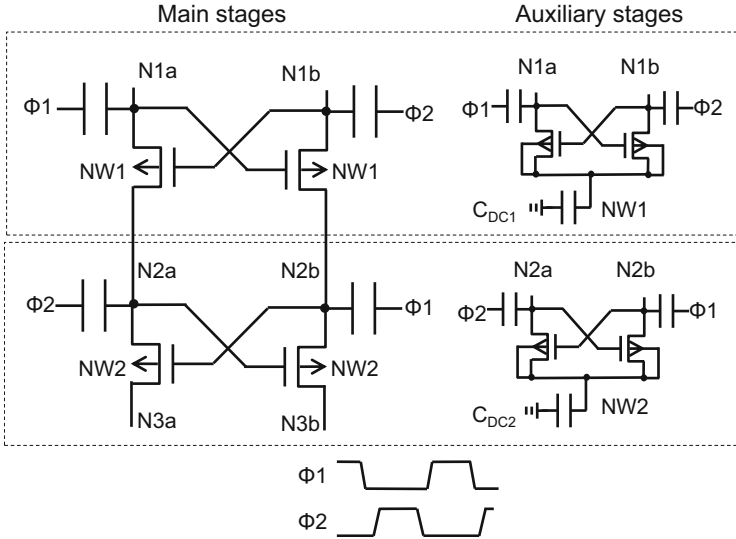 Main stages
Auxiliary stages
N1a
N1b
Φ1
Φ2
NW1
NW1
N1a
N1b
Φ1
Φ2
C_DC1
NW1
N2a
N2b
Φ2
Φ1
NW2
NW2
N3a
N3b
N2a
N2b
Φ2
Φ1
C_DC2
NW2
Φ1
Φ2